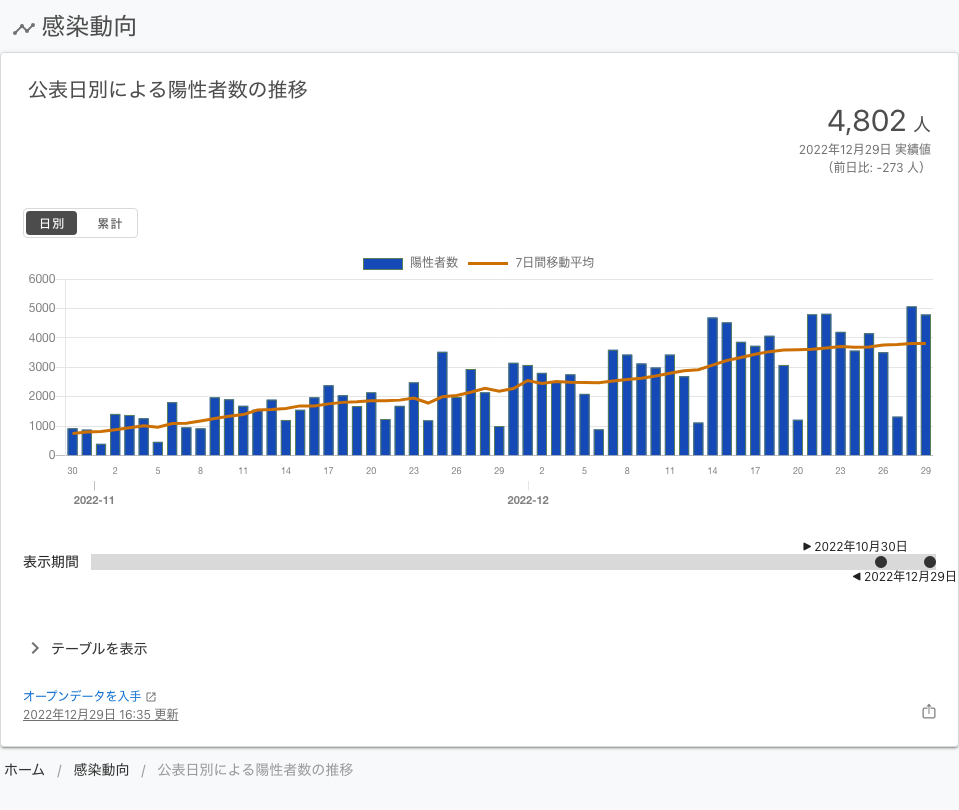 感染動向
公表日別による陽性者数の推移
4,802 人
2022年12月29日 実績値
（前日比: -273 人）
日別 累計
陽性者数 7日間移動平均
6000
5000
4000
3000
2000
1000
0
30 2 5 8 11 14 17 20 23 26 29 2 5 8 11 14 17 20 23 26 29
2022-11 2022-12
▶ 2022年10月30日
表示期間
◀ 2022年12月29日
テーブルを表示
オープンデータを入手
2022年12月29日 16:35 更新
ホーム / 感染動向 / 公表日別による陽性者数の推移